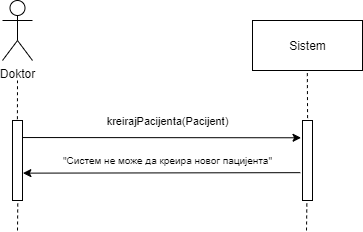 Sistem
Doktor
kreirajPacijenta(Pacijent)
"Систем не може да креира новог пацијента"